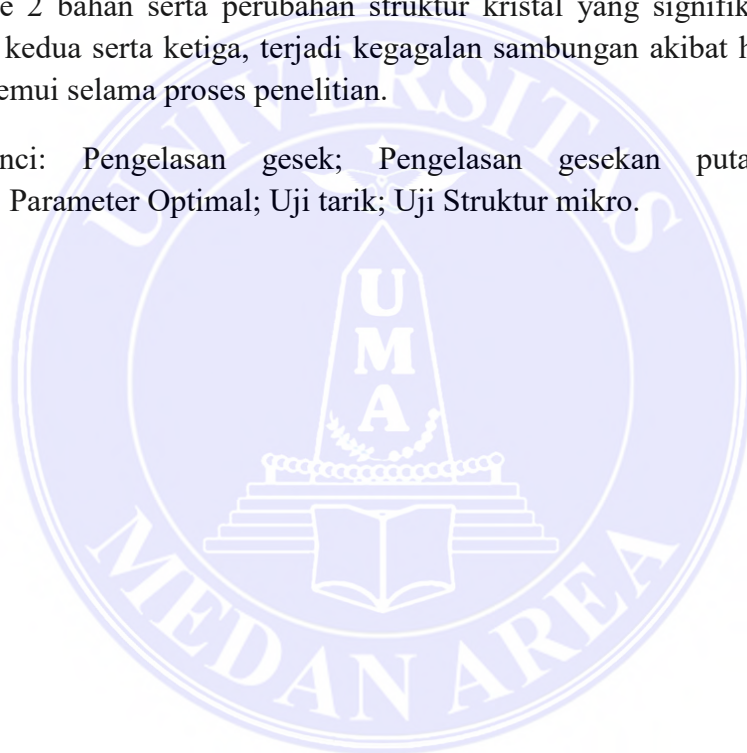 e 2 bahan serta perubahan struktur kristal yang signifik
kedua serta ketiga, terjadi kegagalan sambungan akibat h
emui selama proses penelitian.
nci: Pengelasan gesek; Pengelasan gesekan puta
Parameter Optimal; Uji tarik; Uji Struktur mikro.
UNIVERSITAS
UMA
MEDAN AREA